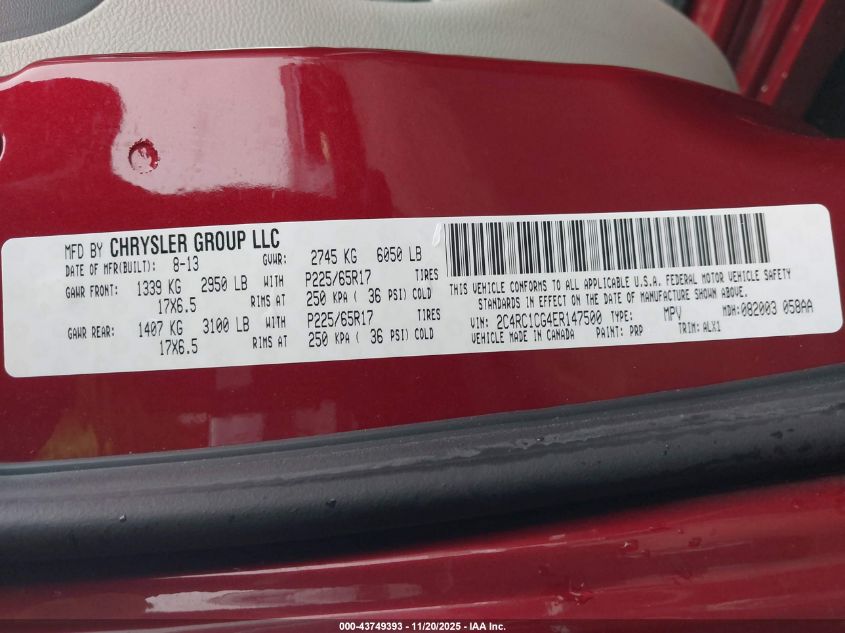 MFD BY CHRYSLER GROUP LLC
DATE OF MFR(BUILT): 8-13 GVWR: 2745 KG 6050 LB
GAWR FRONT: 1339 KG 2950 LB WITH P225/65R17 TIRES
17X6.5 RIMS AT 250 KPA ( 36 PSI) COLD
GAWR REAR: 1407 KG 3100 LB WITH P225/65R17 TIRES
17X6.5 RIMS AT 250 KPA ( 36 PSI) COLD
THIS VEHICLE CONFORMS TO ALL APPLICABLE U.S.A. FEDERAL MOTOR VEHICLE SAFETY
STANDARDS IN EFFECT ON THE DATE OF MANUFACTURE SHOWN ABOVE.
VIN: 2C4RC1CG4ER147500 TYPE: MPV MDH: 082003 058AA
VEHICLE MADE IN CANADA PAINT: PRP TRIM: ALX1
000-43749393 - 11/20/2025 - IAA Inc.